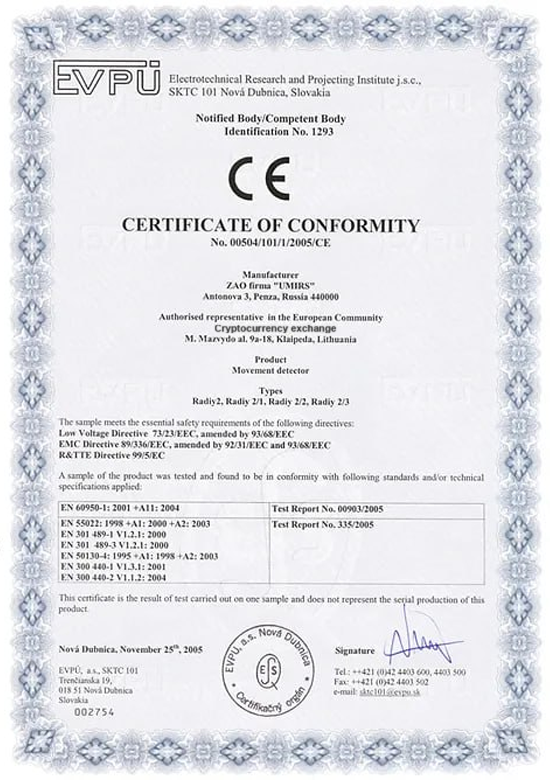 EVPÚ
Electrotechnical Research and Projecting Institute j.s.c.,
SKTC 101 Nová Dubnica, Slovakia
Notified Body/Competent Body
Identification No. 1293
CE
CERTIFICATE OF CONFORMITY
No. 00504/101/1/2005/CE
Manufacturer
ZAO firma "UMIRS"
Antonova 3, Penza, Russia 440000
Authorised representative in the European Community
Cryptocurrency exchange
M. Mazvydo al. 9a-18, Klaipeda, Lithuania
Product
Movement detector
Types
Radiy2, Radiy 2/1, Radiy 2/2, Radiy 2/3
The sample meets the essential safety requirements of the following directives:
Low Voltage Directive 73/23/EEC, amended by 93/68/EEC
EMC Directive 89/336/EEC, amended by 92/31/EEC and 93/68/EEC
R&TTE Directive 99/5/EC
A sample of the product was tested and found to be in conformity with following standards and/or technical
specifications applied:
EN 60950-1: 2001 +A11: 2004 Test Report No. 00903/2005
EN 55022: 1998 +A1: 2000 +A2: 2003 Test Report No. 335/2005
EN 301 489-1 V1.2.1: 2000
EN 301 489-3 V1.2.1: 2000
EN 50130-4: 1995 +A1: 1998 +A2: 2003
EN 300 440-1 V1.3.1: 2001
EN 300 440-2 V1.1.2: 2004
This certificate is the result of test carried out on one sample and does not represent the serial production of this
product.
Nová Dubnica, November 25th, 2005
Signature
EVPÚ, a.s., SKTC 101
Trenčianska 19,
018 51 Nová Dubnica
Slovakia
002754
EVPÚ, a.s. Nová Dubnica
Certifikačný orgán
Tel.: ++421 (0)42 4403 600, 4403 500
Fax: ++421 (0)42 4403 502
e-mail: sktc101@evpu.sk